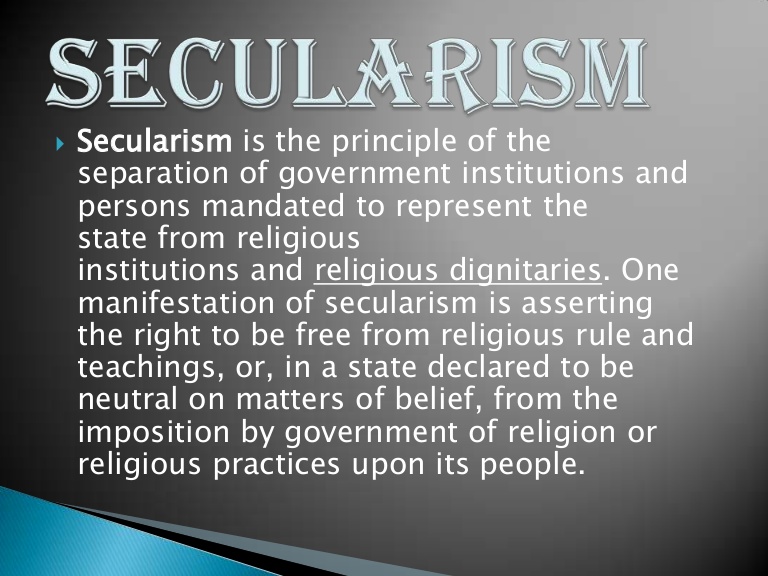 SECULARISM
Secularism is the principle of the
separation of government institutions and
persons mandated to represent the
state from religious
institutions and religious dignitaries. One
manifestation of secularism is asserting
the right to be free from religious rule and
teachings, or, in a state declared to be
neutral on matters of belief, from the
imposition by government of religion or
religious practices upon its people.